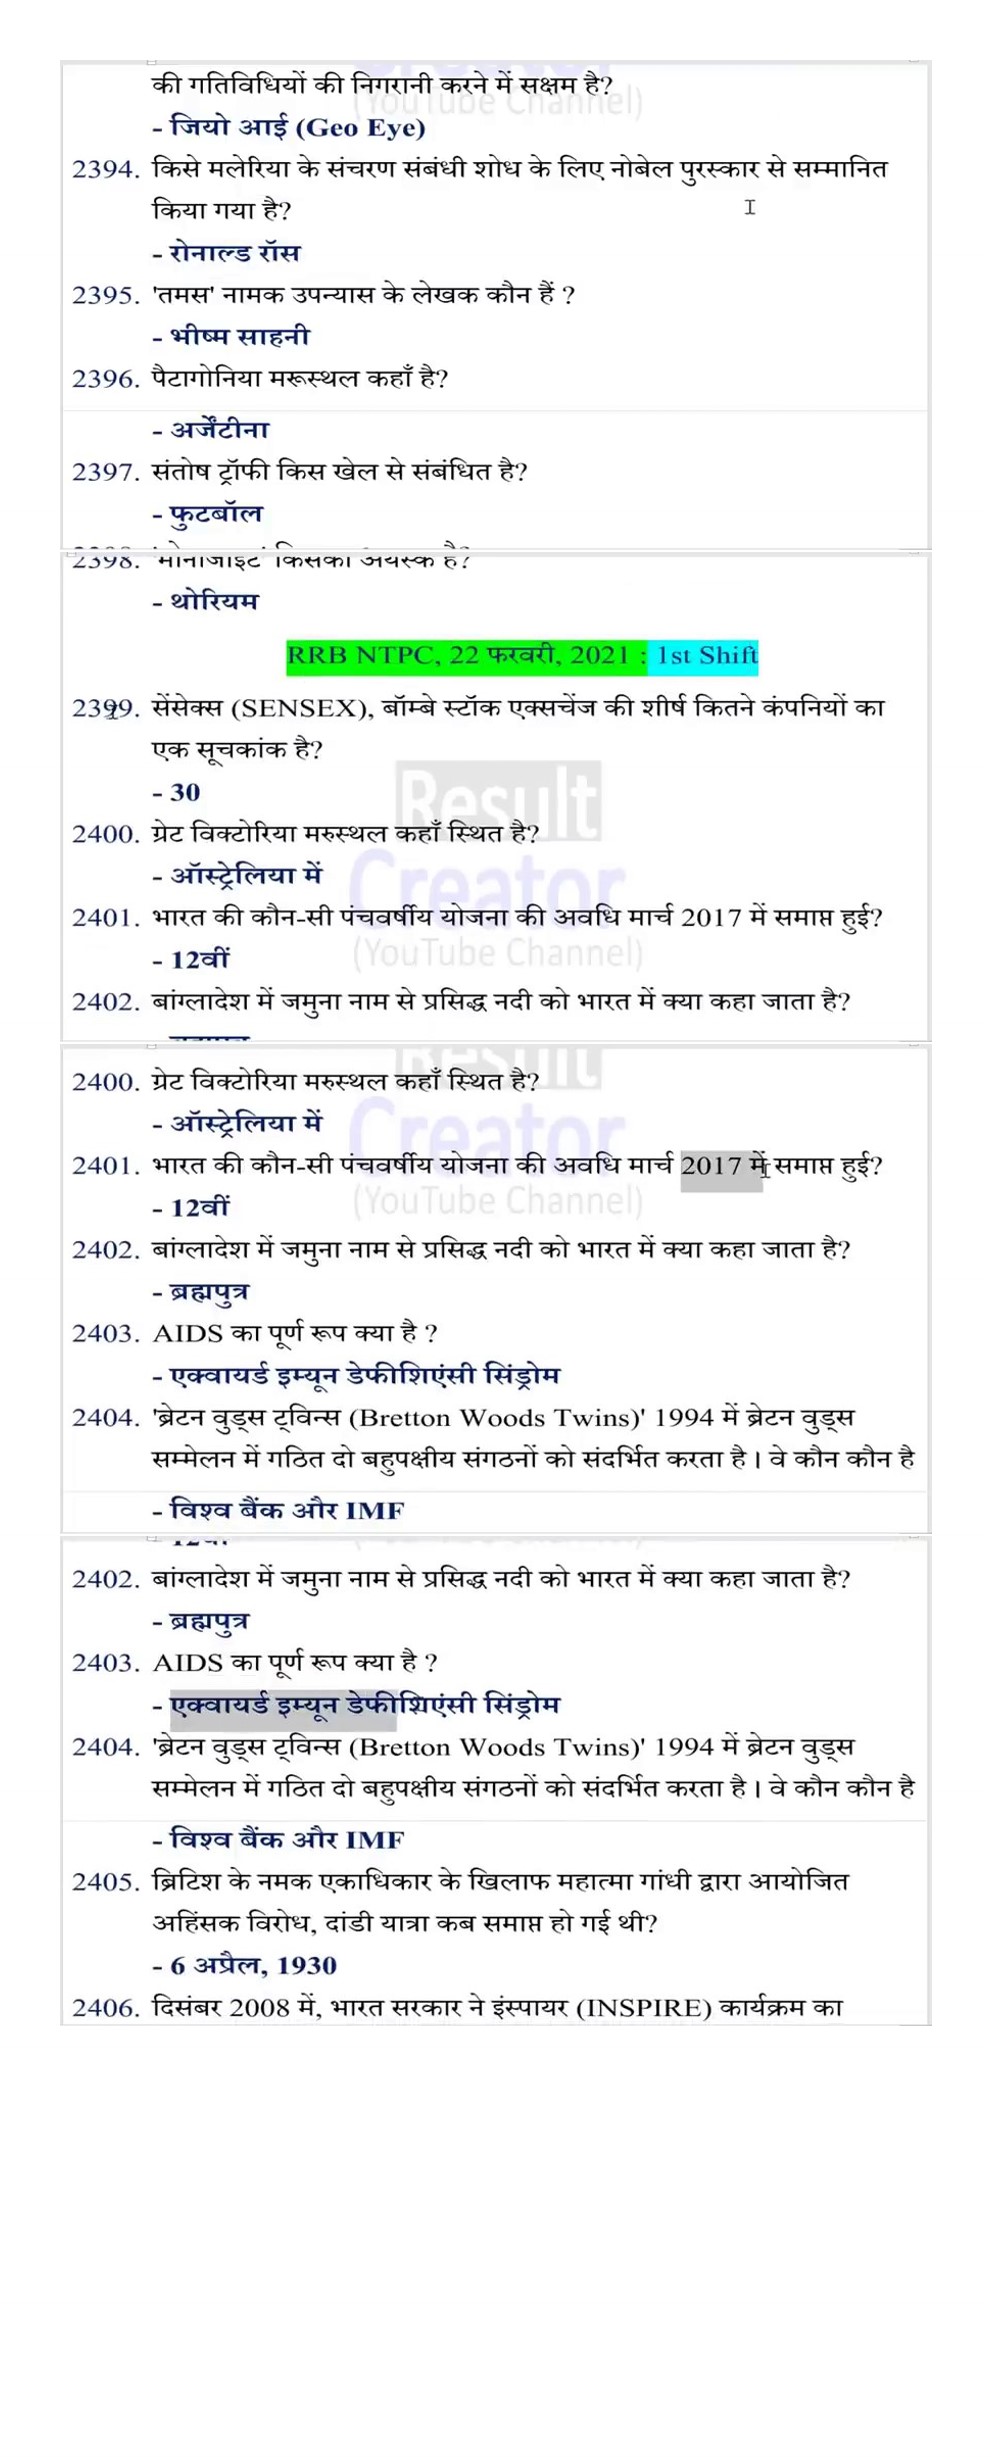 की गतिविधियों की निगरानी करने में सक्षम है?
(YouTube Channel)
- जियो आई (Geo Eye)
2394. किसे मलेरिया के संचरण संबंधी शोध के लिए नोबेल पुरस्कार से सम्मानित
किया गया है?
- रोनाल्ड रॉस
2395. 'तमस' नामक उपन्यास के लेखक कौन हैं ?
- भीष्म साहनी
2396. पैटागोनिया मरूस्थल कहाँ है?
- अर्जेंटीना
2397. संतोष ट्रॉफी किस खेल से संबंधित है?
- फुटबॉल
2398. 'मोनाजाइट' किसका अयस्क है?
- थोरियम
RRB NTPC, 22 फरवरी, 2021 : 1st Shift
2399. सेंसेक्स (SENSEX), बॉम्बे स्टॉक एक्सचेंज की शीर्ष कितने कंपनियों का
एक सूचकांक है?
- 30
Result
2400. ग्रेट विक्टोरिया मरुस्थल कहाँ स्थित है?
- ऑस्ट्रेलिया में
Creator
2401. भारत की कौन-सी पंचवर्षीय योजना की अवधि मार्च 2017 में समाप्त हुई?
- 12वीं
(YouTube Channel)
2402. बांग्लादेश में जमुना नाम से प्रसिद्ध नदी को भारत में क्या कहा जाता है?
Result
2400. ग्रेट विक्टोरिया मरुस्थल कहाँ स्थित है?
- ऑस्ट्रेलिया में
Creator
2401. भारत की कौन-सी पंचवर्षीय योजना की अवधि मार्च 2017 में समाप्त हुई?
- 12वीं
(YouTube Channel)
2402. बांग्लादेश में जमुना नाम से प्रसिद्ध नदी को भारत में क्या कहा जाता है?
- ब्रह्मपुत्र
2403. AIDS का पूर्ण रूप क्या है ?
- एक्वायर्ड इम्यून डेफीशिएंसी सिंड्रोम
2404. 'ब्रेटन वुड्स ट्विन्स (Bretton Woods Twins)' 1994 में ब्रेटन वुड्स
सम्मेलन में गठित दो बहुपक्षीय संगठनों को संदर्भित करता है। वे कौन कौन है
- विश्व बैंक और IMF
2402. बांग्लादेश में जमुना नाम से प्रसिद्ध नदी को भारत में क्या कहा जाता है?
- ब्रह्मपुत्र
2403. AIDS का पूर्ण रूप क्या है ?
- एक्वायर्ड इम्यून डेफीशिएंसी सिंड्रोम
2404. 'ब्रेटन वुड्स ट्विन्स (Bretton Woods Twins)' 1994 में ब्रेटन वुड्स
सम्मेलन में गठित दो बहुपक्षीय संगठनों को संदर्भित करता है। वे कौन कौन है
- विश्व बैंक और IMF
2405. ब्रिटिश के नमक एकाधिकार के खिलाफ महात्मा गांधी द्वारा आयोजित
अहिंसक विरोध, दांडी यात्रा कब समाप्त हो गई थी?
- 6 अप्रैल, 1930
2406. दिसंबर 2008 में, भारत सरकार ने इंस्पायर (INSPIRE) कार्यक्रम का